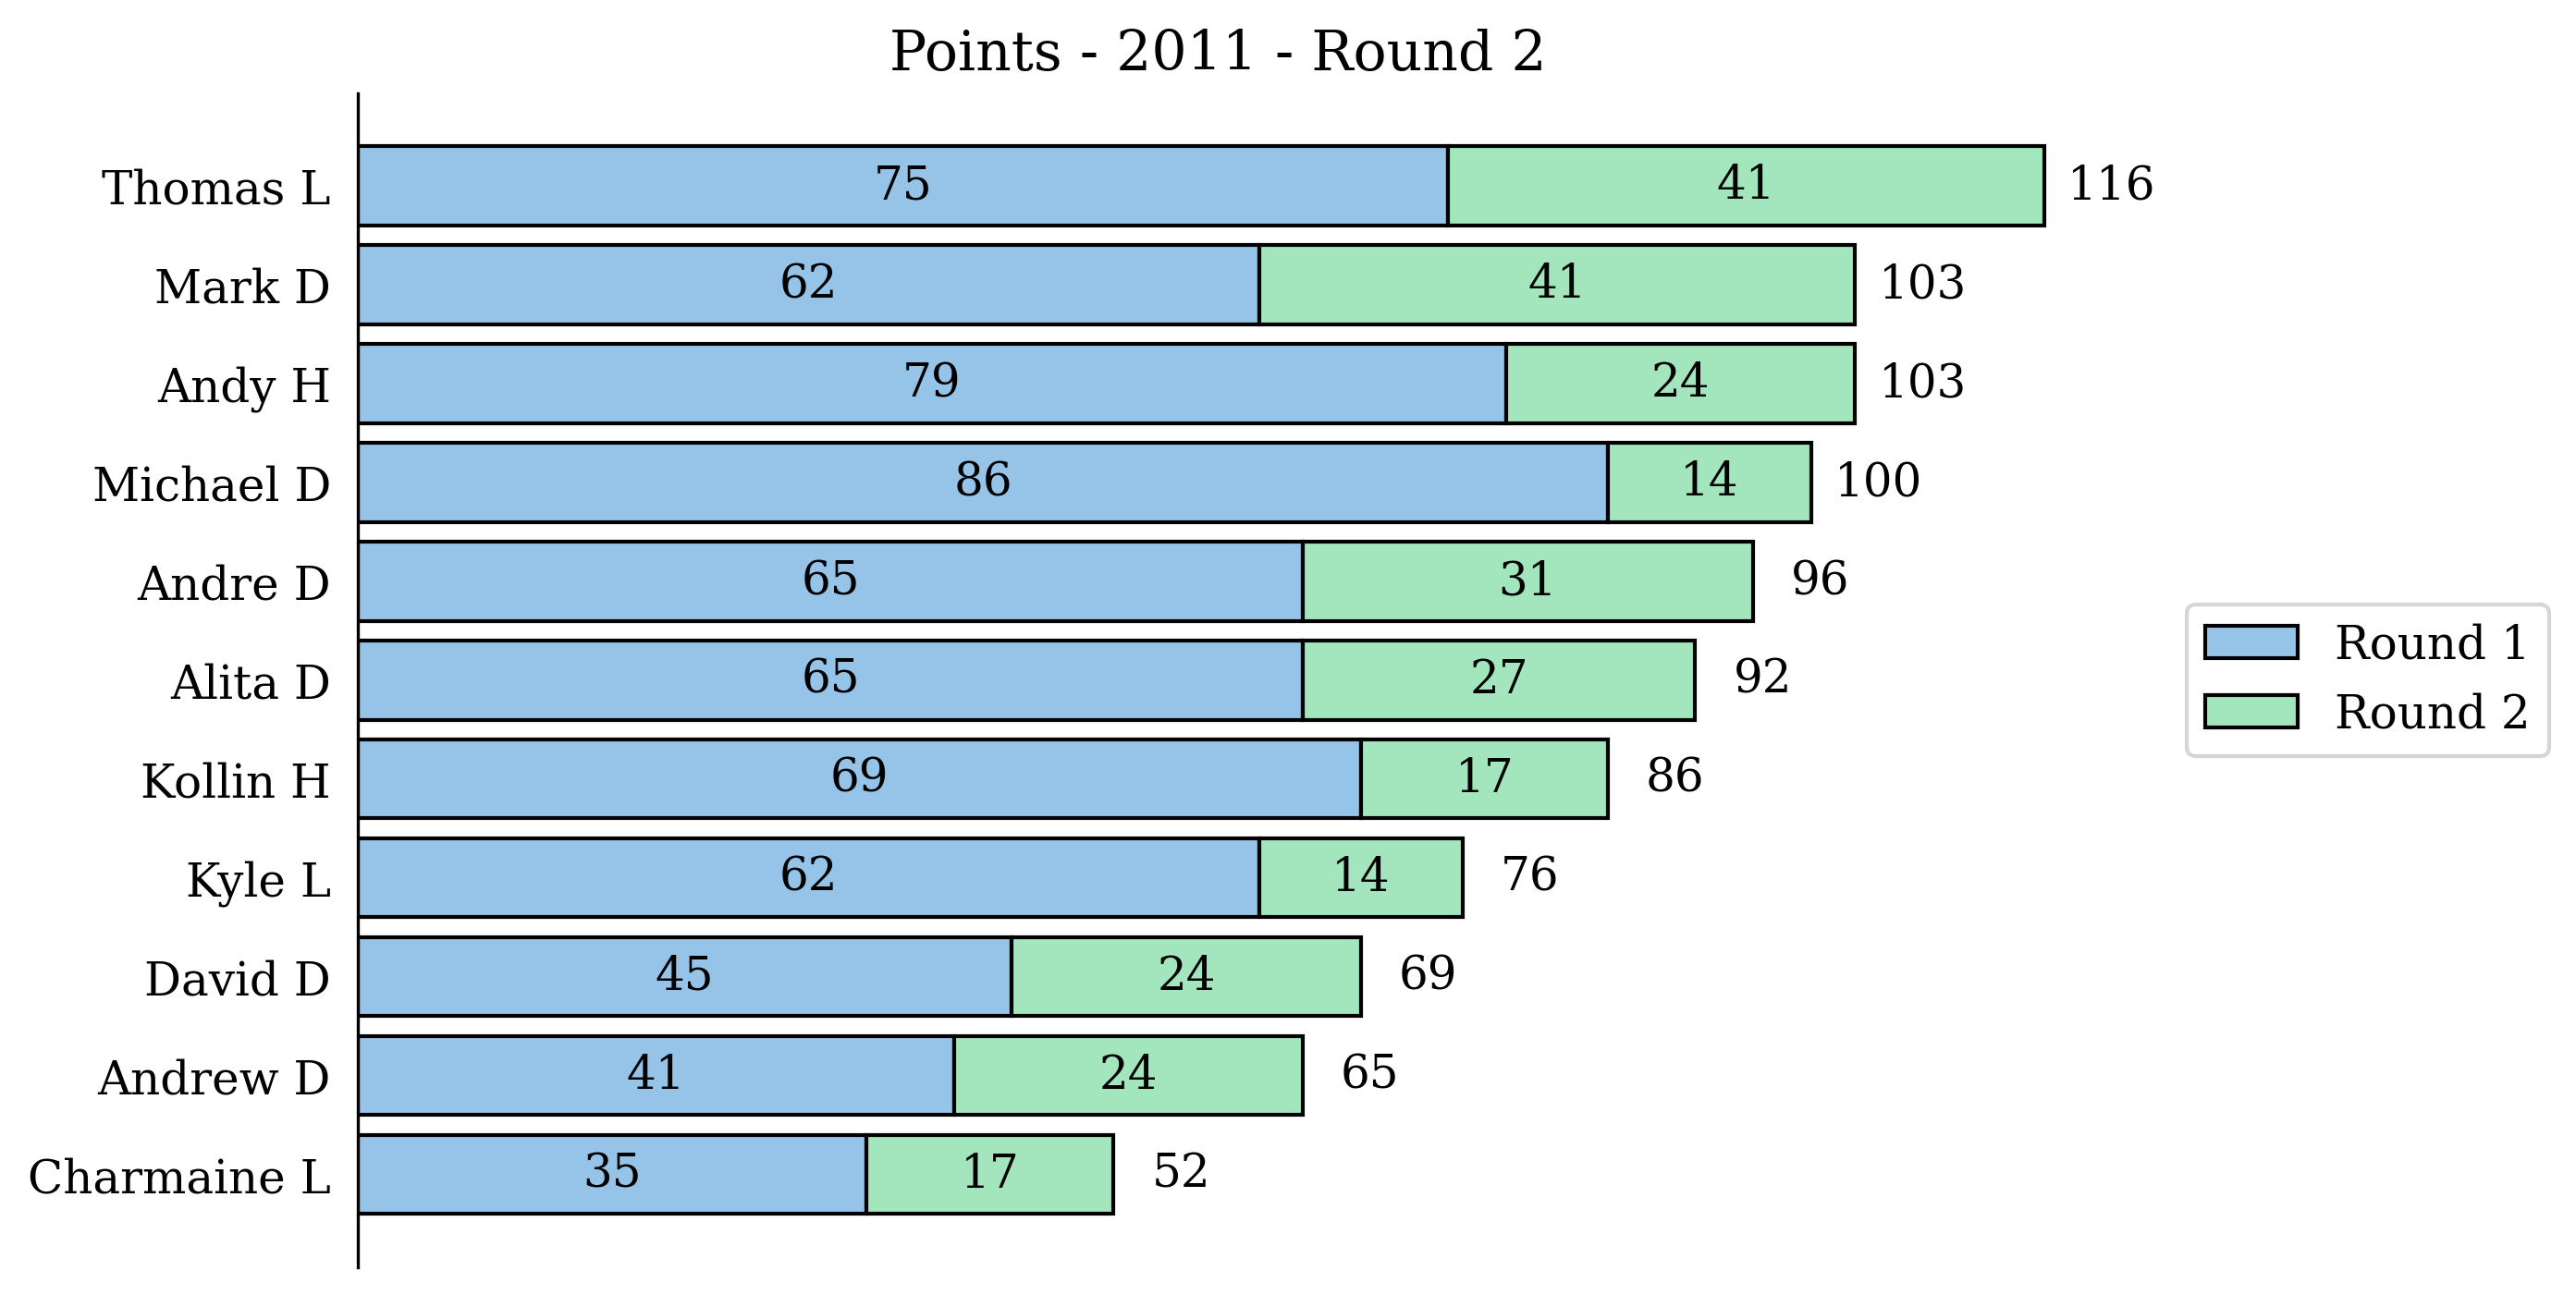 Points - 2011 - Round 2
Thomas L 75 41 116
Mark D 62 41 103
Andy H 79 24 103
Michael D 86 14 100
Andre D 65 31 96
Alita D 65 27 92
Kollin H 69 17 86
Kyle L 62 14 76
David D 45 24 69
Andrew D 41 24 65
Charmaine L 35 17 52
Round 1
Round 2